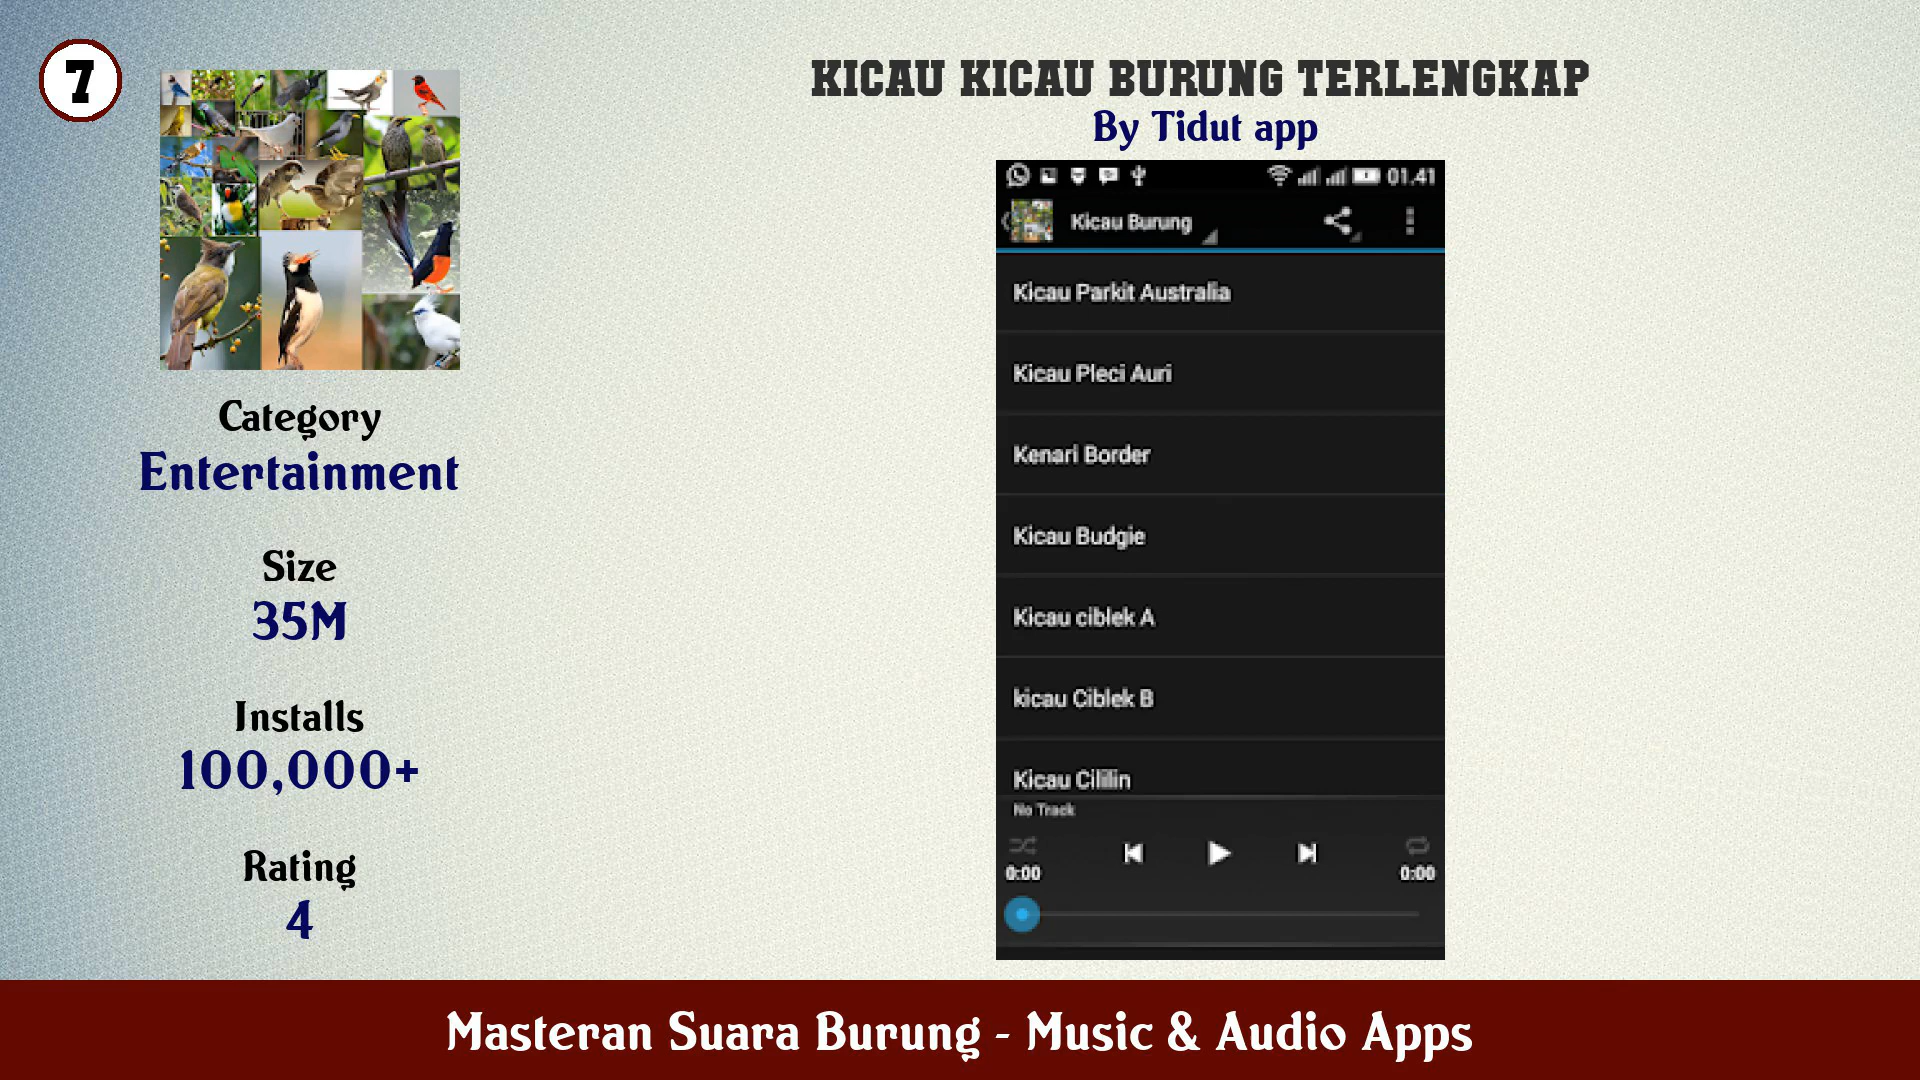 7
KICAU KICAU BURUNG TERLENGKAP
By Tidut app
Category
Entertainment
Size
35M
Installs
100,000+
Rating
4
01.41
Kicau Burung
Kicau Parkit Australia
Kicau Pleci Auri
Kenari Border
Kicau Budgie
Kicau ciblek A
kicau Ciblek B
Kicau Cililin
No Track
0:00 0:00
Masteran Suara Burung - Music & Audio Apps